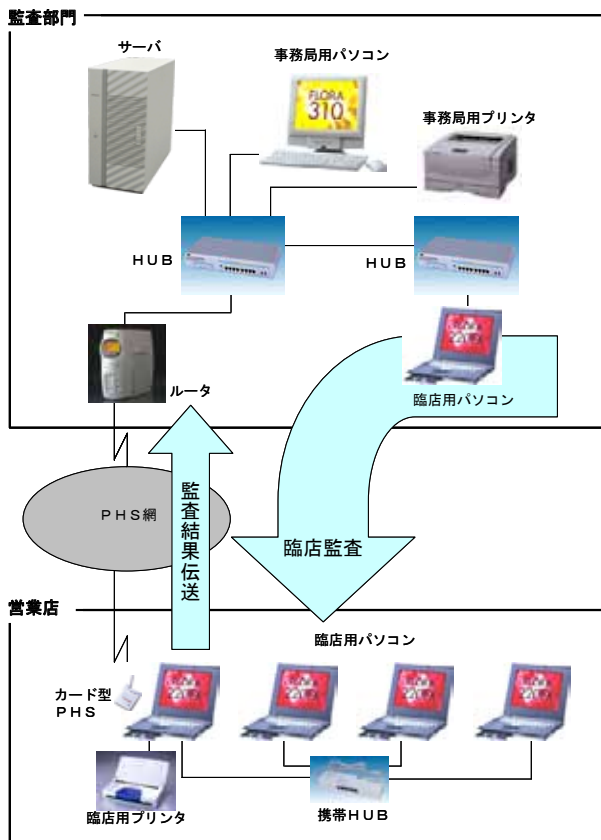 監査部門
サーバ
事務局用パソコン
FLORA
310
事務局用プリンタ
ＨＵＢ
ＨＵＢ
ルータ
臨店用パソコン
ＰＨＳ網
監査結果伝送
臨店監査
営業店
臨店用パソコン
カード型
ＰＨＳ
臨店用プリンタ
携帯ＨＵＢ